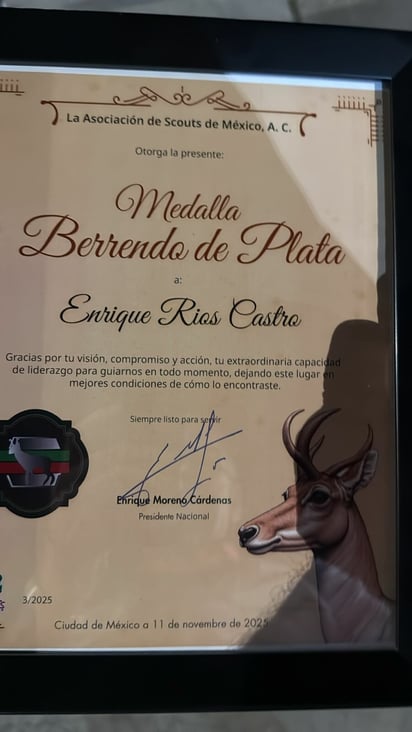 La Asociación de Scouts de México, A. C.
Otorga la presente:
Medalla
Berrendo de Plata
a:
Enrique Rios Castro
Gracias por tu visión, compromiso y acción, tu extraordinaria capacidad
de liderazgo para guiarnos en todo momento, dejando este lugar en
mejores condiciones de cómo lo encontraste.
Siempre listo para servir
Enrique Moreno Cárdenas
Presidente Nacional
3/2025
Ciudad de México a 11 de noviembre de 2025